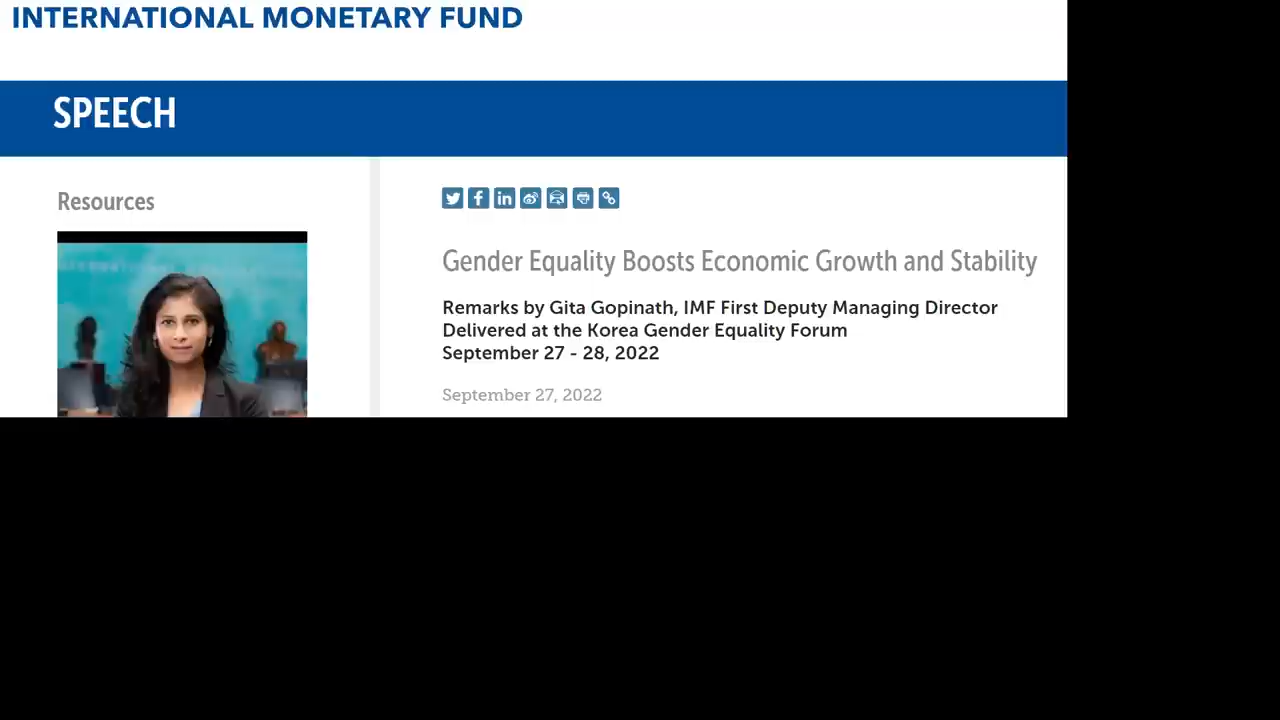 INTERNATIONAL MONETARY FUND
SPEECH
Resources
Gender Equality Boosts Economic Growth and Stability
Remarks by Gita Gopinath, IMF First Deputy Managing Director
Delivered at the Korea Gender Equality Forum
September 27 - 28, 2022
September 27, 2022